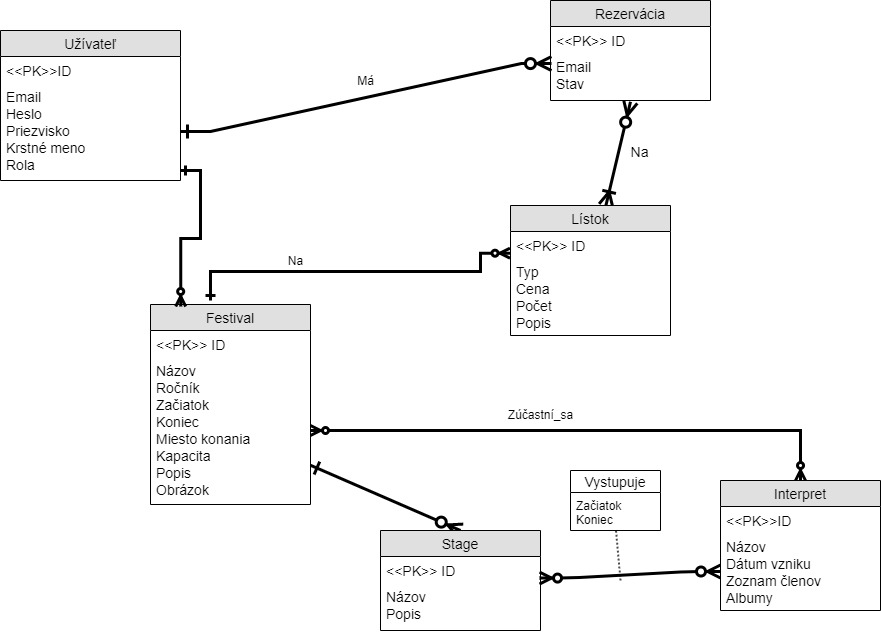 Rezervácia
<<PK>> ID
Email
Stav
Užívateľ
<<PK>>ID
Email
Heslo
Priezvisko
Krstné meno
Rola
Má
Na
Lístok
<<PK>> ID
Typ
Cena
Počet
Popis
Na
Festival
<<PK>> ID
Názov
Ročník
Začiatok
Koniec
Miesto konania
Kapacita
Popis
Obrázok
Zúčastní_sa
Vystupuje
Začiatok
Koniec
Interpret
<<PK>>ID
Názov
Dátum vzniku
Zoznam členov
Albumy
Stage
<<PK>> ID
Názov
Popis